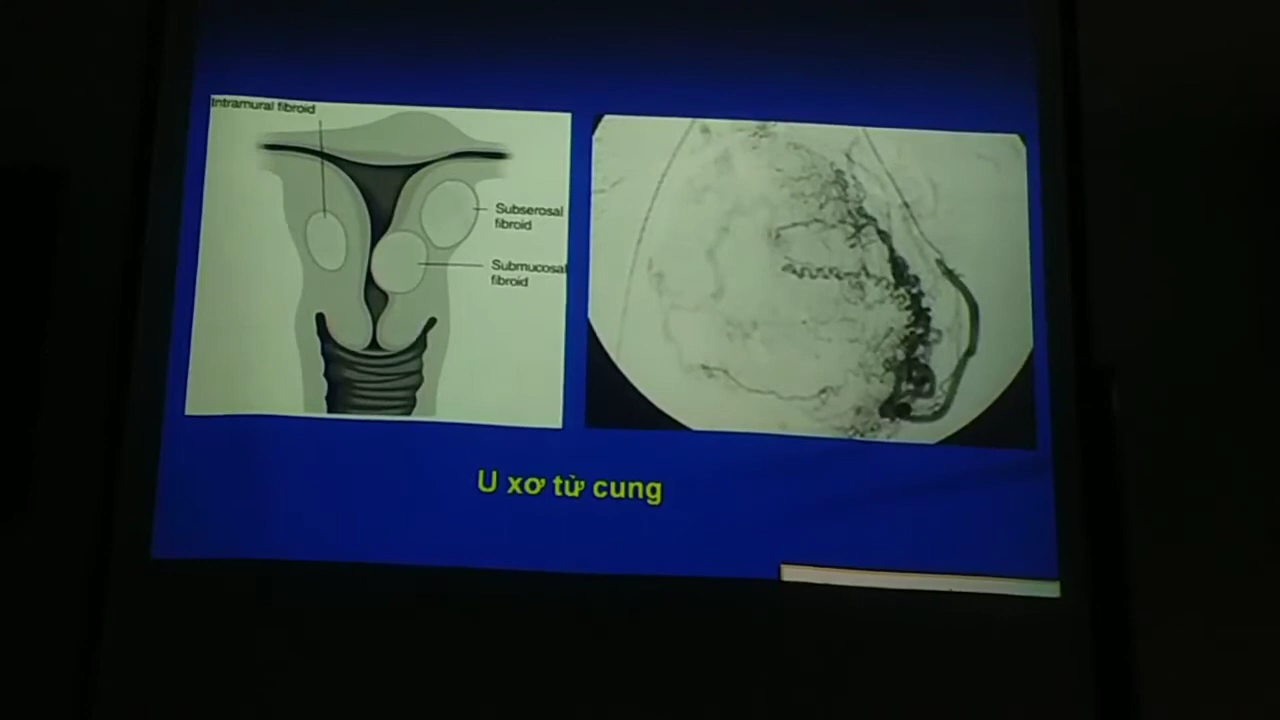 Intramural fibroid
Subserosal
fibroid
Submucosal
fibroid
U xơ tử cung